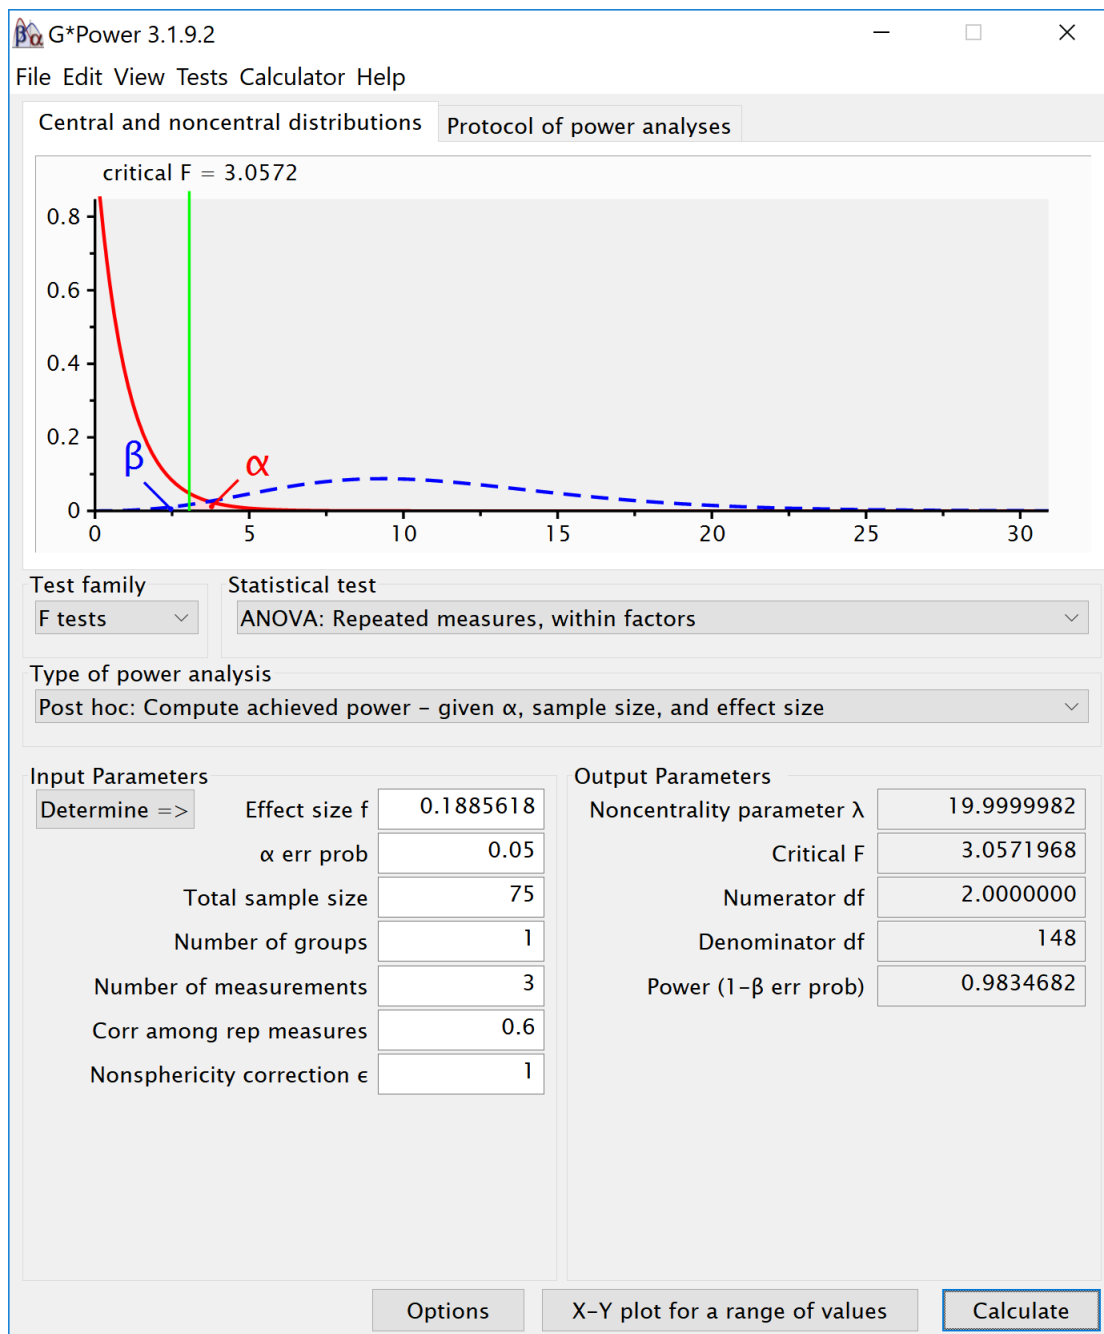 G*Power 3.1.9.2
File Edit View Tests Calculator Help
Central and noncentral distributions Protocol of power analyses
critical F = 3.0572
0.8
0.6
0.4
0.2
0
β α
0 5 10 15 20 25 30
Test family Statistical test
F tests ANOVA: Repeated measures, within factors
Type of power analysis
Post hoc: Compute achieved power – given α, sample size, and effect size
Input Parameters Output Parameters
Determine => Effect size f 0.1885618 Noncentrality parameter λ 19.9999982
α err prob 0.05 Critical F 3.0571968
Total sample size 75 Numerator df 2.0000000
Number of groups 1 Denominator df 148
Number of measurements 3 Power (1–β err prob) 0.9834682
Corr among rep measures 0.6
Nonsphericity correction ϵ 1
Options X–Y plot for a range of values Calculate